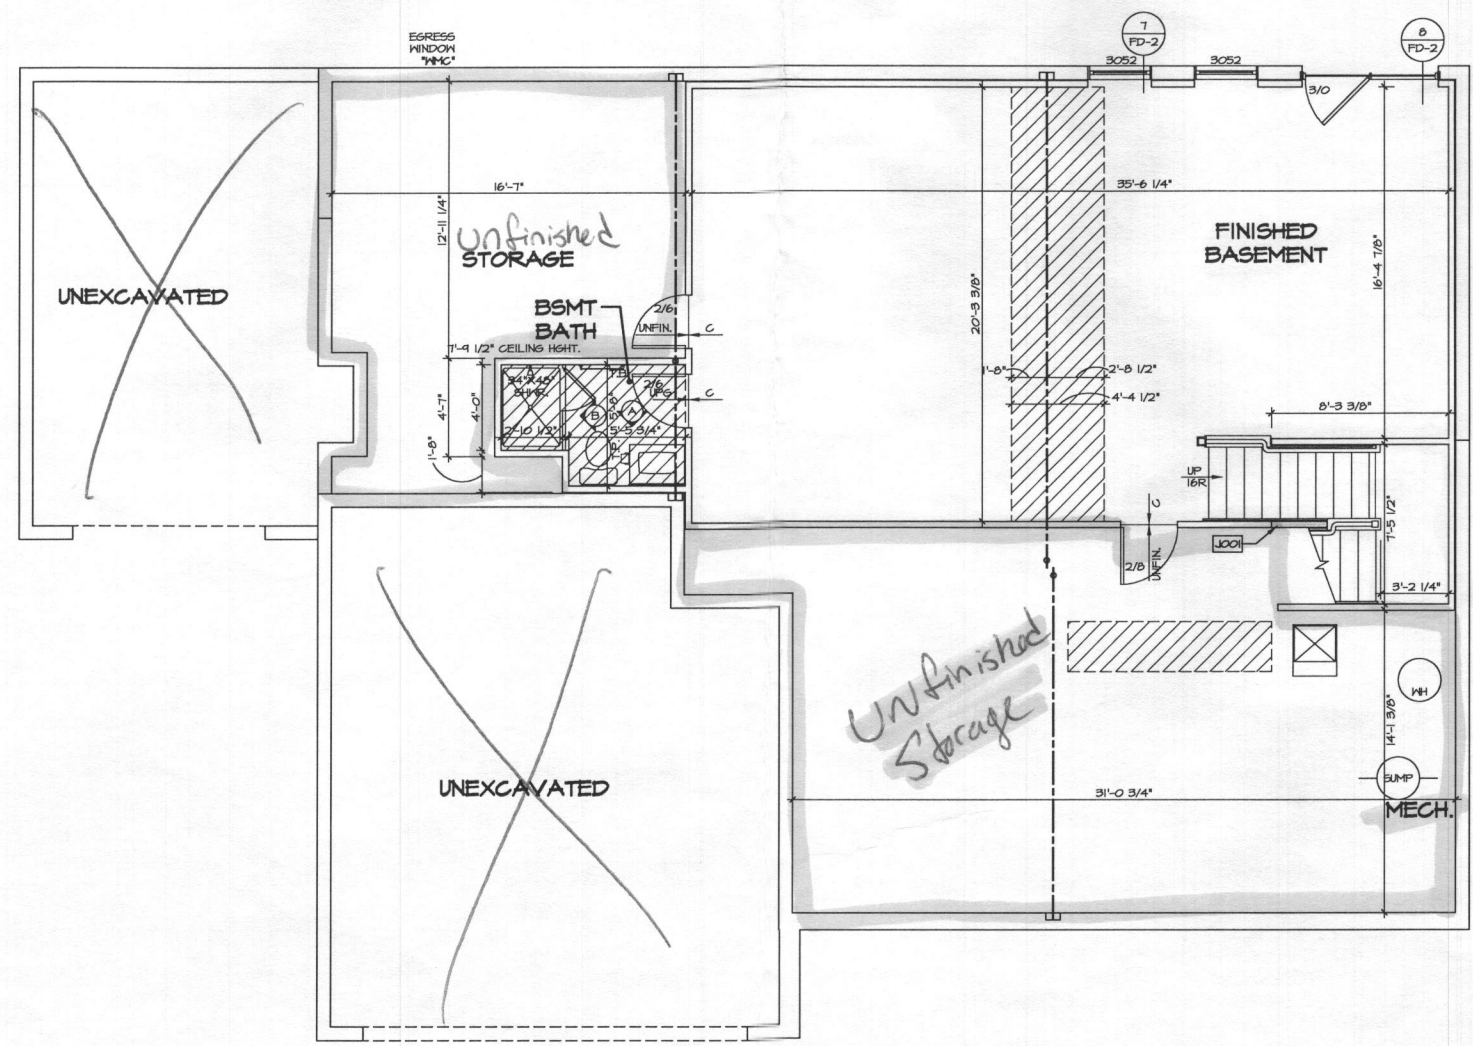 EGRESS
WINDOW
"WMC"
7
FD-2
8
FD-2
3052
3052
3/0
16'-7"
35'-6 1/4"
12'-11 1/4"
Unfinished
STORAGE
FINISHED
BASEMENT
16'-4 7/8"
20'-3 3/8"
UNEXCAVATED
BSMT
BATH
2/6
UNFIN.
C
7'-9 1/2" CEILING HGHT.
54"X48"
SHWR.
2/6
UPG
C
B
A
4'-7"
4'-0"
5'-8"
2'-10 1/2"
5'-5 3/4"
1'-8"
1'-8"
2'-8 1/2"
4'-4 1/2"
8'-3 3/8"
UP
16R
7'-5 1/2"
C
J001
2/8
UNFIN.
3'-2 1/4"
Unfinished
Storage
WH
14'-1 3/8"
SUMP
31'-0 3/4"
MECH.
UNEXCAVATED